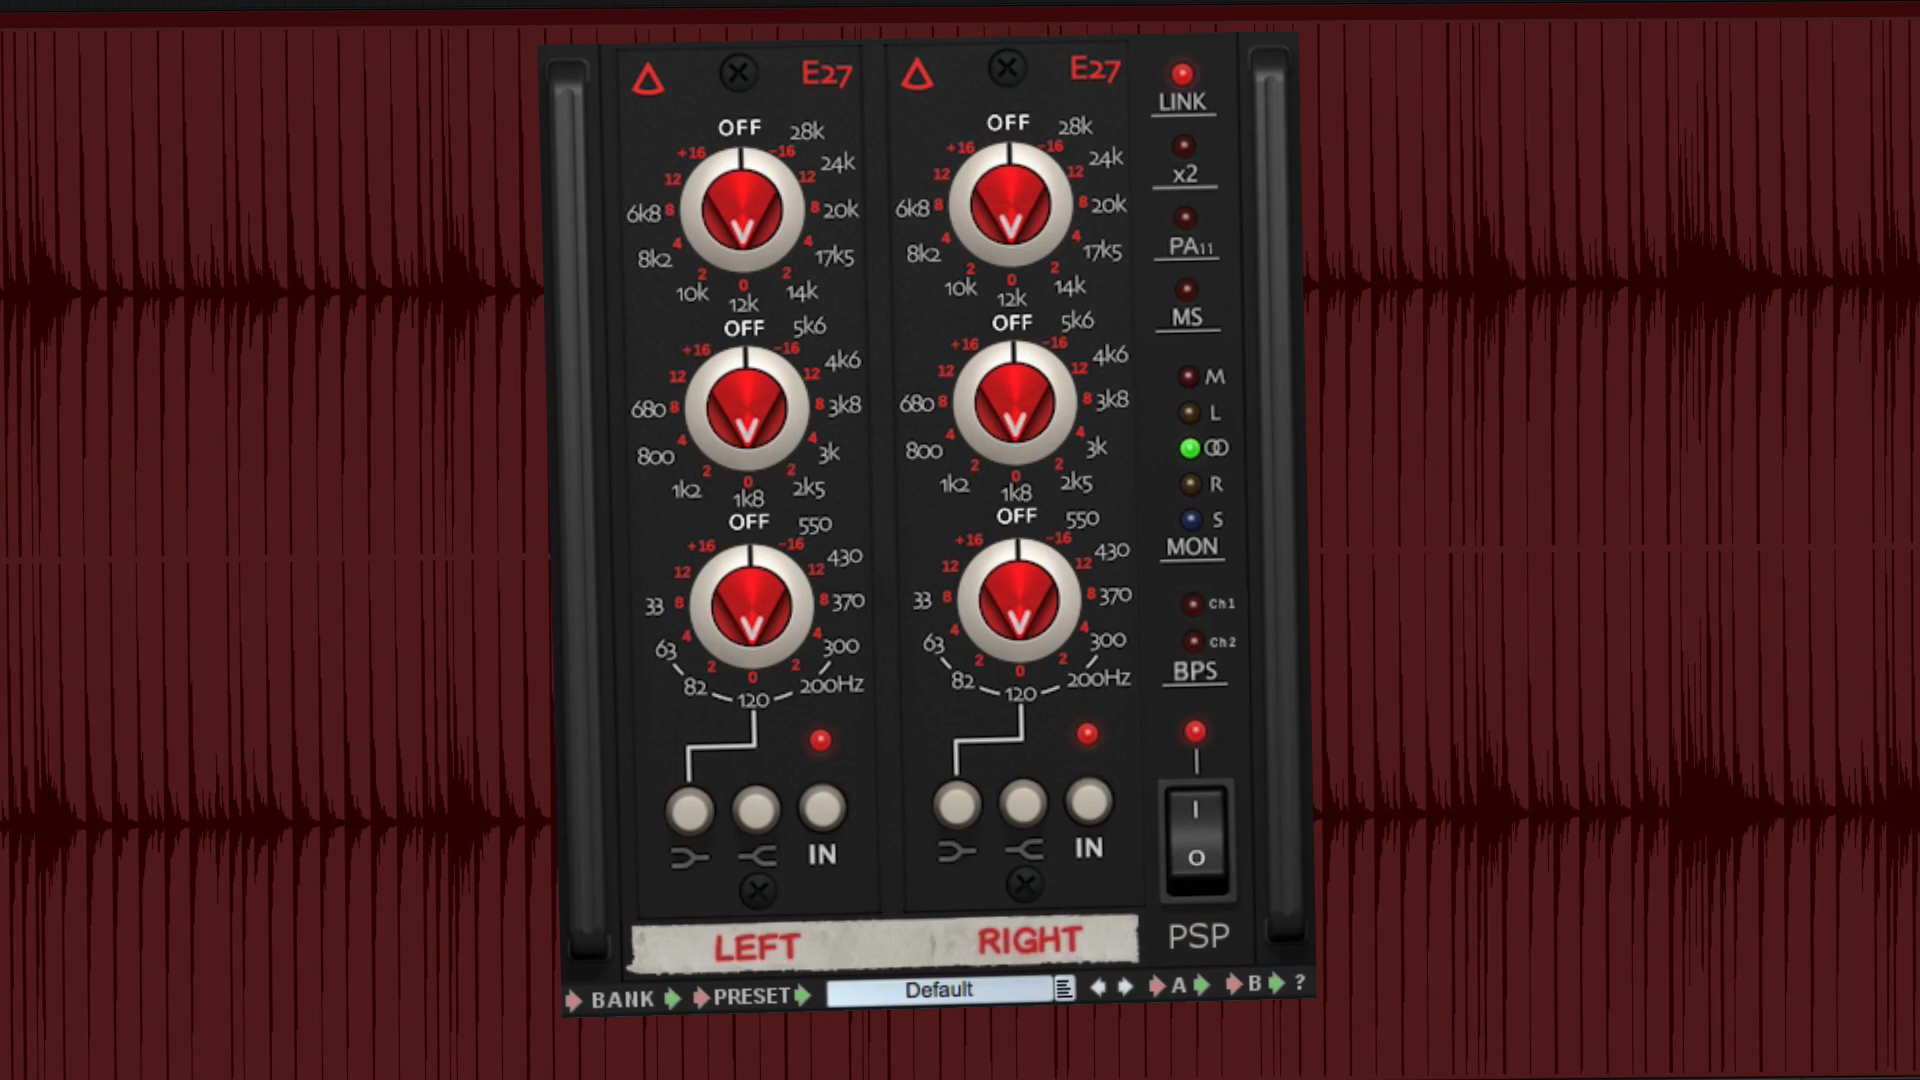 E27
OFF
28k
+16 -16
24k
12 12
6k8 8 8 20k
4 4
8k2 17k5
2 2
10k 0 14k
12k
OFF
5k6
+16 -16
4k6
12 12
680 8 8 3k8
4 4
800 3k
2 2
1k2 0 2k5
1k8
OFF
550
+16 -16
430
12 12
33 8 8 370
4 4
63 300
2 2
82 0 200Hz
120
IN
E27
OFF
28k
+16 -16
24k
12 12
6k8 8 8 20k
4 4
8k2 17k5
2 2
10k 0 14k
12k
OFF
5k6
+16 -16
4k6
12 12
680 8 8 3k8
4 4
800 3k
2 2
1k2 0 2k5
1k8
OFF
550
+16 -16
430
12 12
33 8 8 370
4 4
63 300
2 2
82 0 200Hz
120
IN
LINK
x2
PA11
MS
M
L
R
S
MON
Ch1
Ch2
BPS
I
O
PSP
LEFT
RIGHT
BANK PRESET Default A B ?